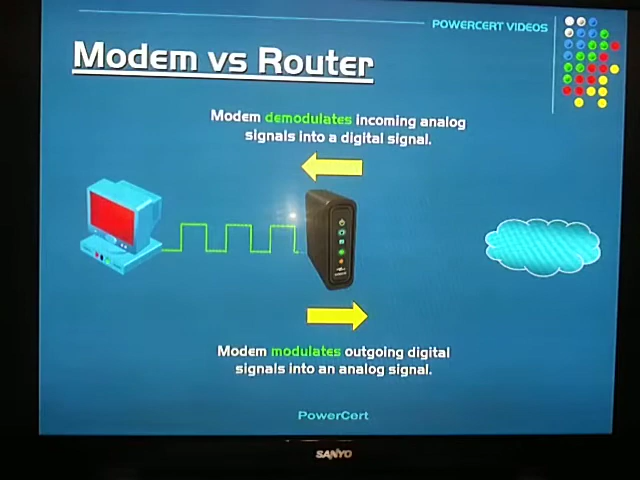 POWERCERT VIDEOS
Modem vs Router
Modem demodulates incoming analog
signals into a digital signal.
Modem modulates outgoing digital
signals into an analog signal.
PowerCert
SANYO